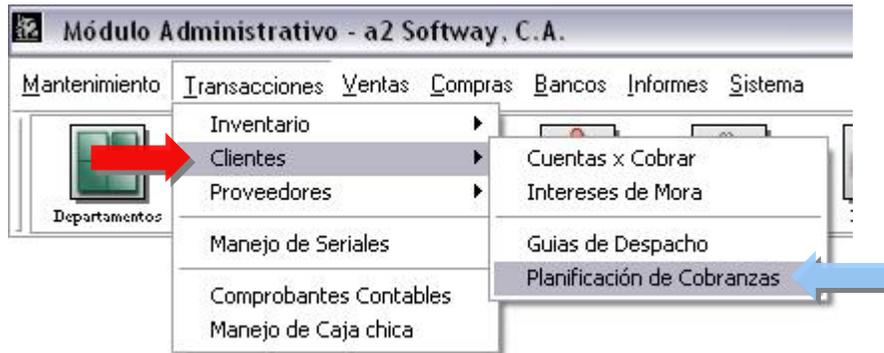 Módulo Administrativo - a2 Softway, C.A.
Mantenimiento Transacciones Ventas Compras Bancos Informes Sistema
Departamentos
Inventario
Clientes
Proveedores
Manejo de Seriales
Comprobantes Contables
Manejo de Caja chica
Cuentas x Cobrar
Intereses de Mora
Guias de Despacho
Planificación de Cobranzas